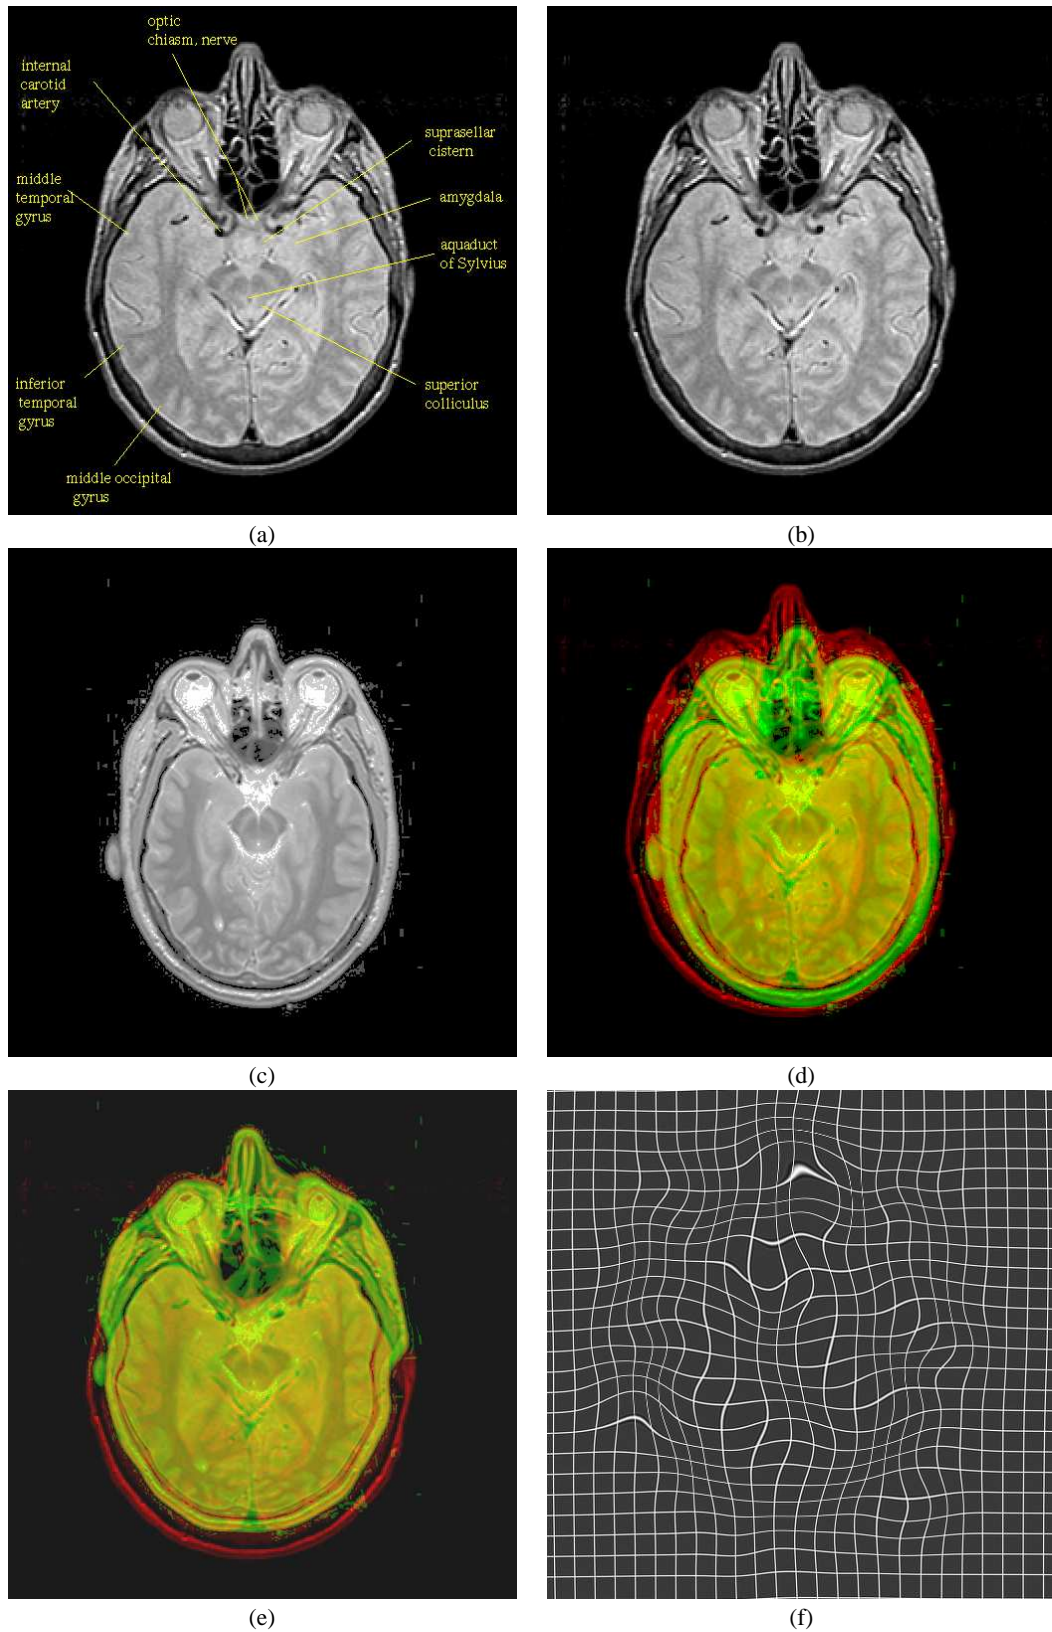 optic
chiasm, nerve
internal
carotid
artery
suprasellar
cistern
middle
temporal
gyrus
amygdala
aquaduct
of Sylvius
inferior
temporal
gyrus
superior
colliculus
middle occipital
gyrus
(a)
(b)
(c)
(d)
(e)
(f)